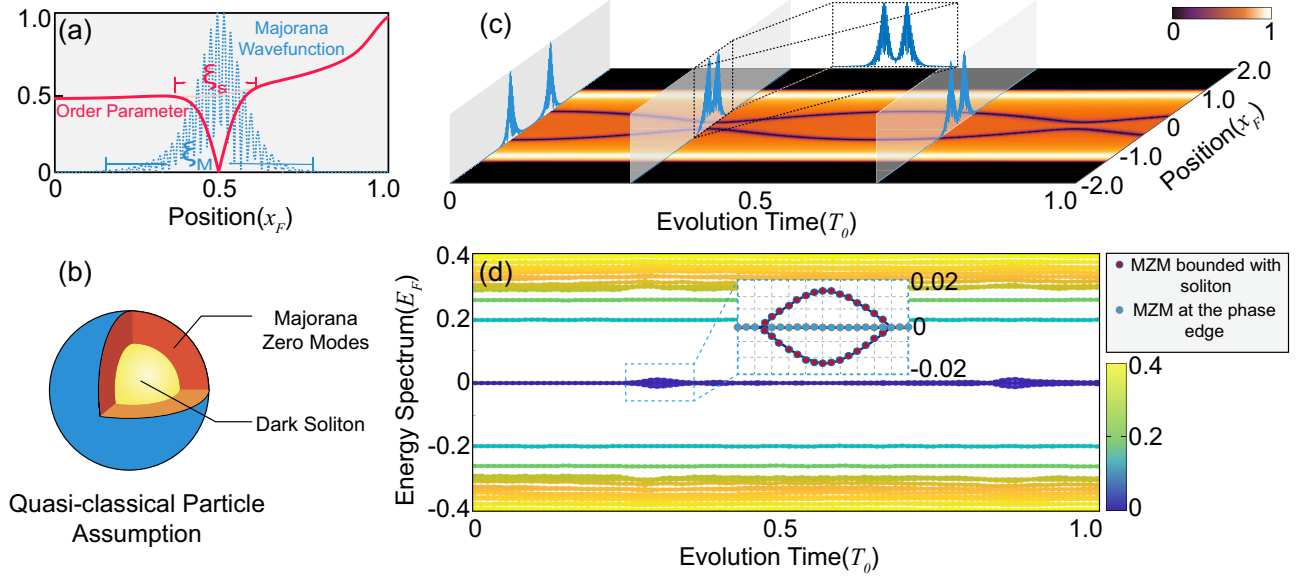 (a)
Majorana
Wavefunction
ξs
Order Parameter
ξM
1.0
0.5
0
0
0.5
1.0
Position(xF)
(b)
Majorana
Zero Modes
Dark Soliton
Quasi-classical Particle
Assumption
(c)
0
1
2.0
1.0
0
-1.0
-2.0
Position(xF)
0
0.5
1.0
Evolution Time(T0)
(d)
0.4
0.2
0
-0.2
-0.4
Energy Spectrum(EF)
0.02
0
-0.02
0
0.5
1.0
Evolution Time(T0)
MZM bounded with
soliton
MZM at the phase
edge
0.4
0.2
0